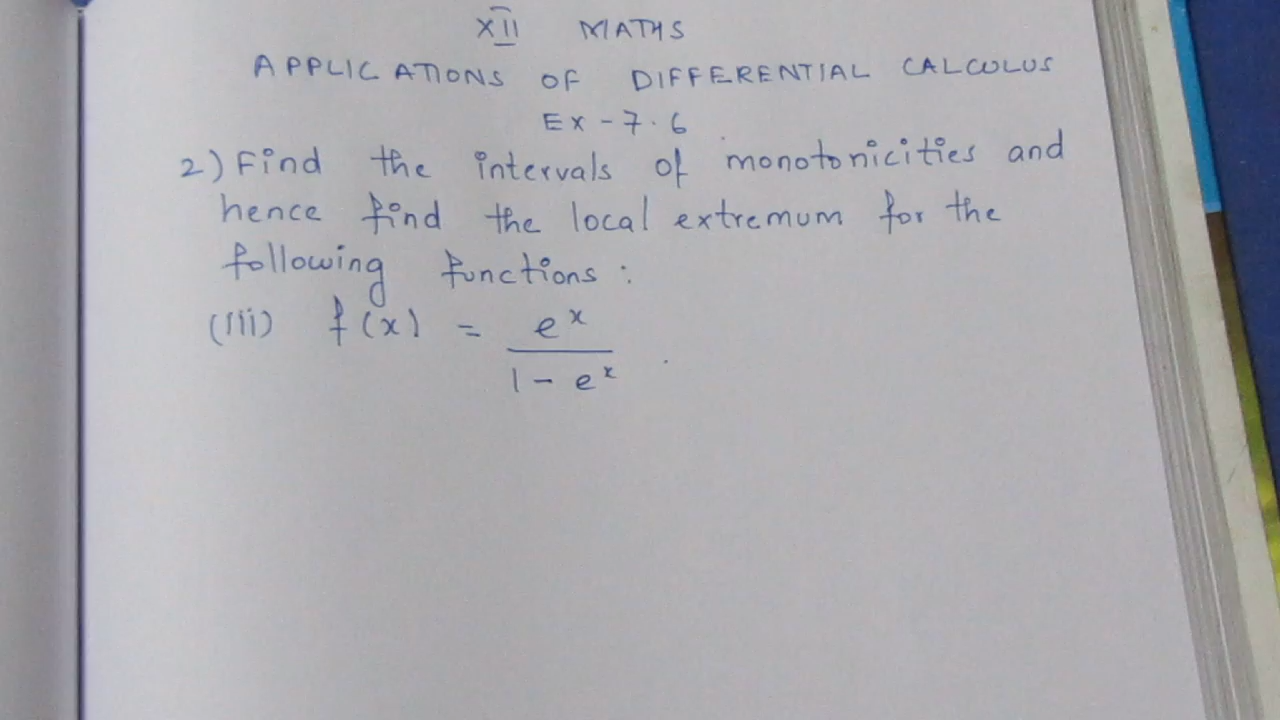 XII MATHS
APPLICATIONS OF DIFFERENTIAL CALCULUS
EX - 7.6
2) Find the intervals of monotonicities and
hence find the local extremum for the
following functions :
(iii) f(x) = e^x / 1 - e^x .